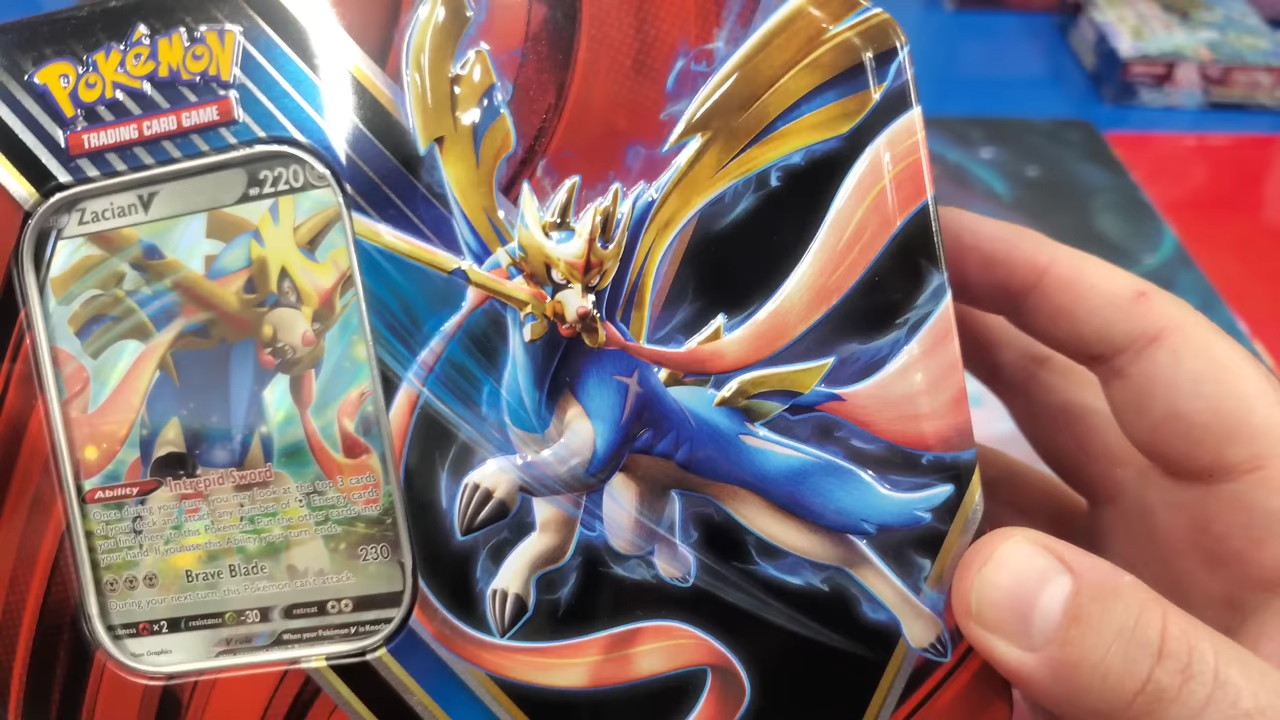 POKéMON
TRADING CARD GAME
Zacian V
HP 220
Ability Intrepid Sword
Once during your turn, you may look at the top 3 cards
of your deck and attach any number of Energy cards
you find there to this Pokémon. Put the other cards into
your hand. If you use this Ability, your turn ends.
Brave Blade 230
During your next turn, this Pokémon can't attack.
×2 resistance -30 retreat
V rule When your Pokémon V is Knocke